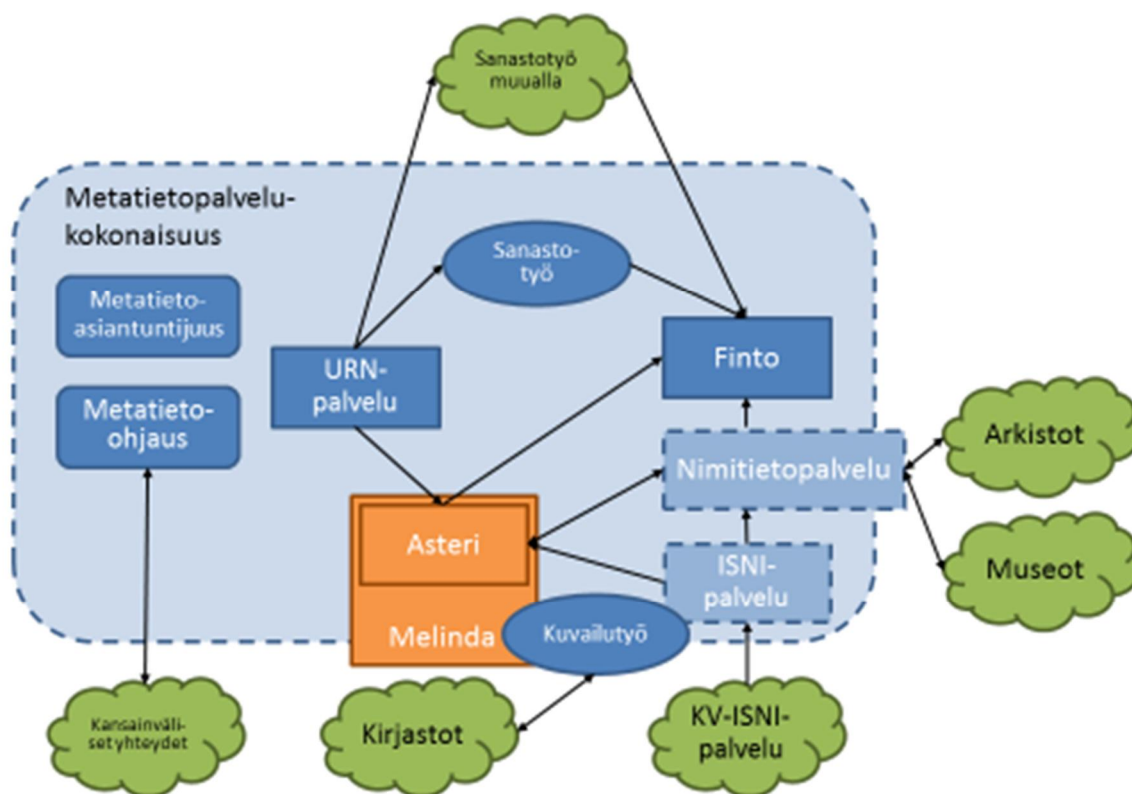 Sanastotyö
muualla
Metatietopalvelu-
kokonaisuus
Sanasto-
työ
Metatieto-
asiantuntijuus
URN-
palvelu
Finto
Metatieto-
ohjaus
Nimitietopalvelu
Arkistot
Asteri
ISNI-
palvelu
Museot
Melinda
Kuvailutyö
Kansainväli-
set yhteydet
Kirjastot
KV-ISNI-
palvelu